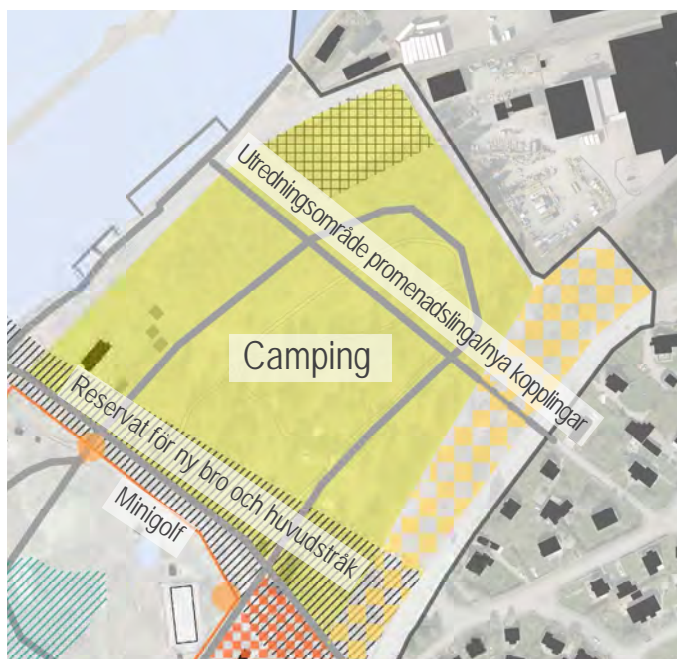 Utredningsområde promenadslinga/nya kopplingar
Camping
Reservat för ny bro och huvudstråk
Minigolf